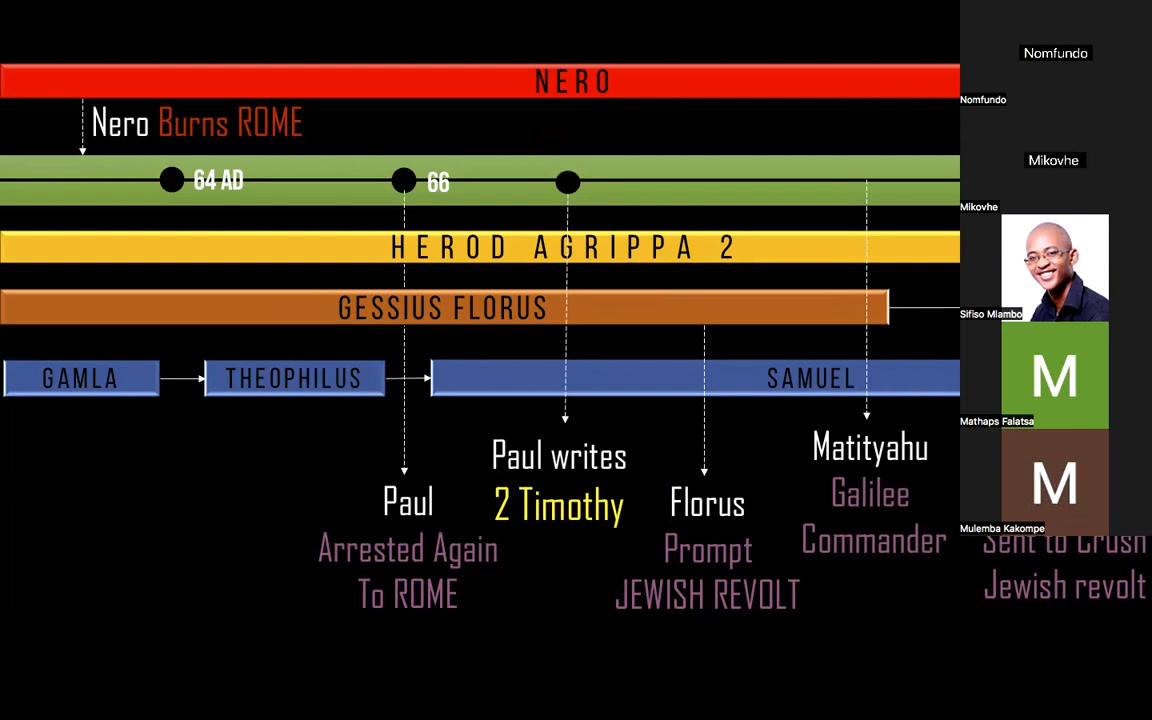 NERO
Nero Burns ROME
64 AD
66
HEROD AGRIPPA 2
GESSIUS FLORUS
GAMLA
THEOPHILUS
SAMUEL
Paul
Arrested Again
To ROME
Paul writes
2 Timothy
Florus
Prompt
JEWISH REVOLT
Matityahu
Galilee
Commander
Sent to Crush
Jewish revolt
Nomfundo
Nomfundo
Mikovhe
Mikovhe
Sifiso Mlambo
M
Mathaps Falatsa
M
Mulemba Kakompe